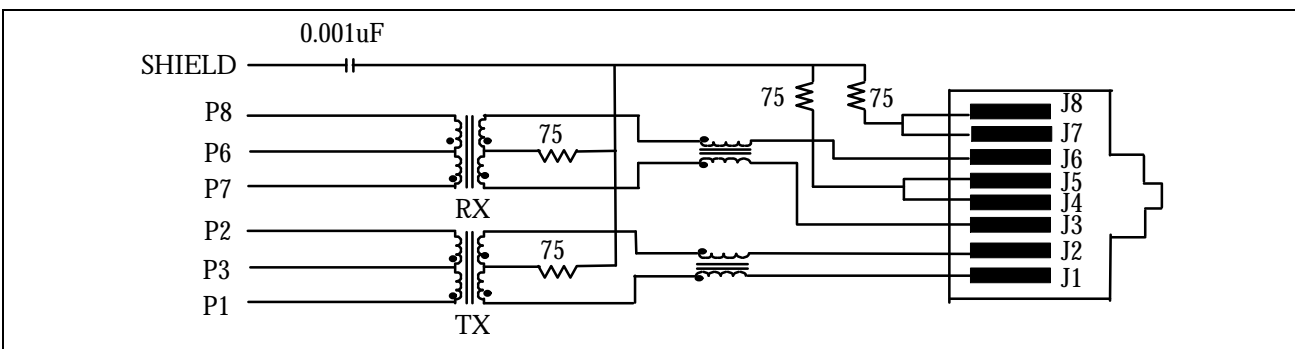 0.001uF
SHIELD
P8
P6
P7
P2
P3
P1
RX
TX
75
75
75
75
J8
J7
J6
J5
J4
J3
J2
J1